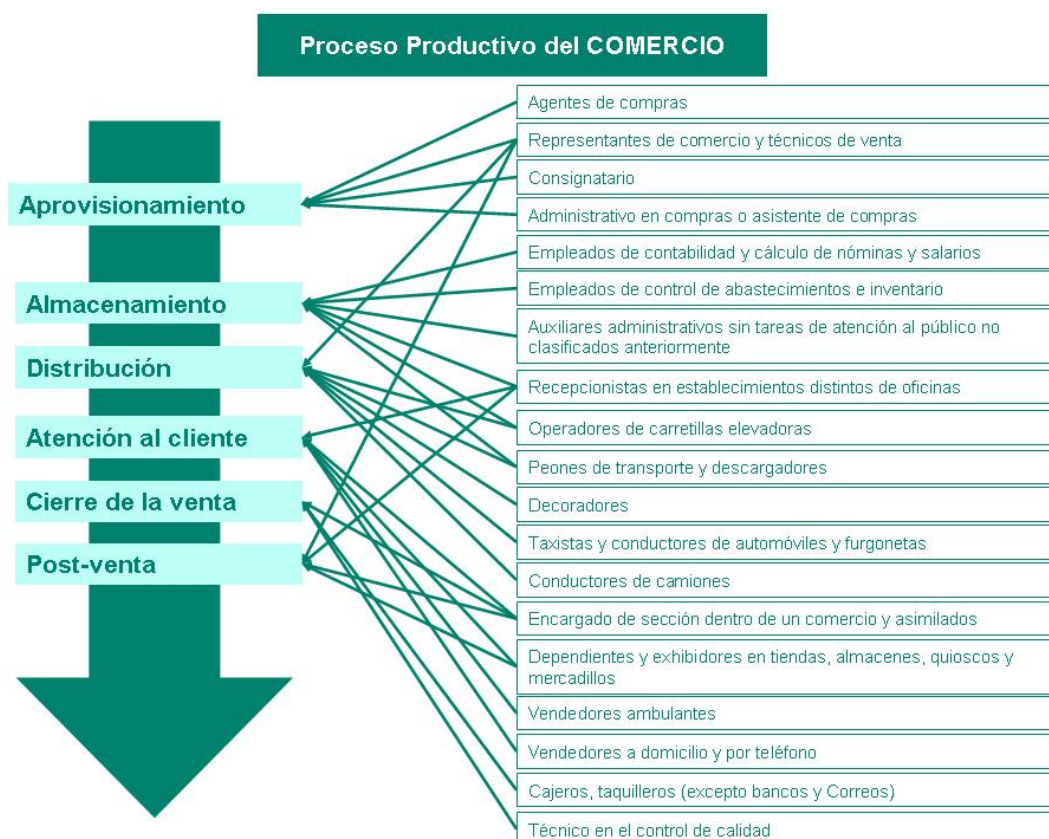 Proceso Productivo del COMERCIO
Aprovisionamiento
Almacenamiento
Distribución
Atención al cliente
Cierre de la venta
Post-venta
Agentes de compras
Representantes de comercio y técnicos de venta
Consignatario
Administrativo en compras o asistente de compras
Empleados de contabilidad y cálculo de nóminas y salarios
Empleados de control de abastecimientos e inventario
Auxiliares administrativos sin tareas de atención al público no
clasificados anteriormente
Recepcionistas en establecimientos distintos de oficinas
Operadores de carretillas elevadoras
Peones de transporte y descargadores
Decoradores
Taxistas y conductores de automóviles y furgonetas
Conductores de camiones
Encargado de sección dentro de un comercio y asimilados
Dependientes y exhibidores en tiendas, almacenes, quioscos y
mercadillos
Vendedores ambulantes
Vendedores a domicilio y por teléfono
Cajeros, taquilleros (excepto bancos y Correos)
Técnico en el control de calidad